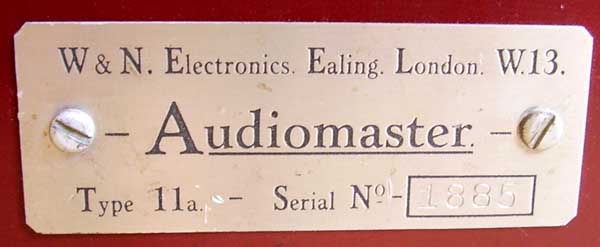 W & N. Electronics. Ealing. London. W.13.
- Audiomaster. -
Type 11a. - Serial Nº - 1885